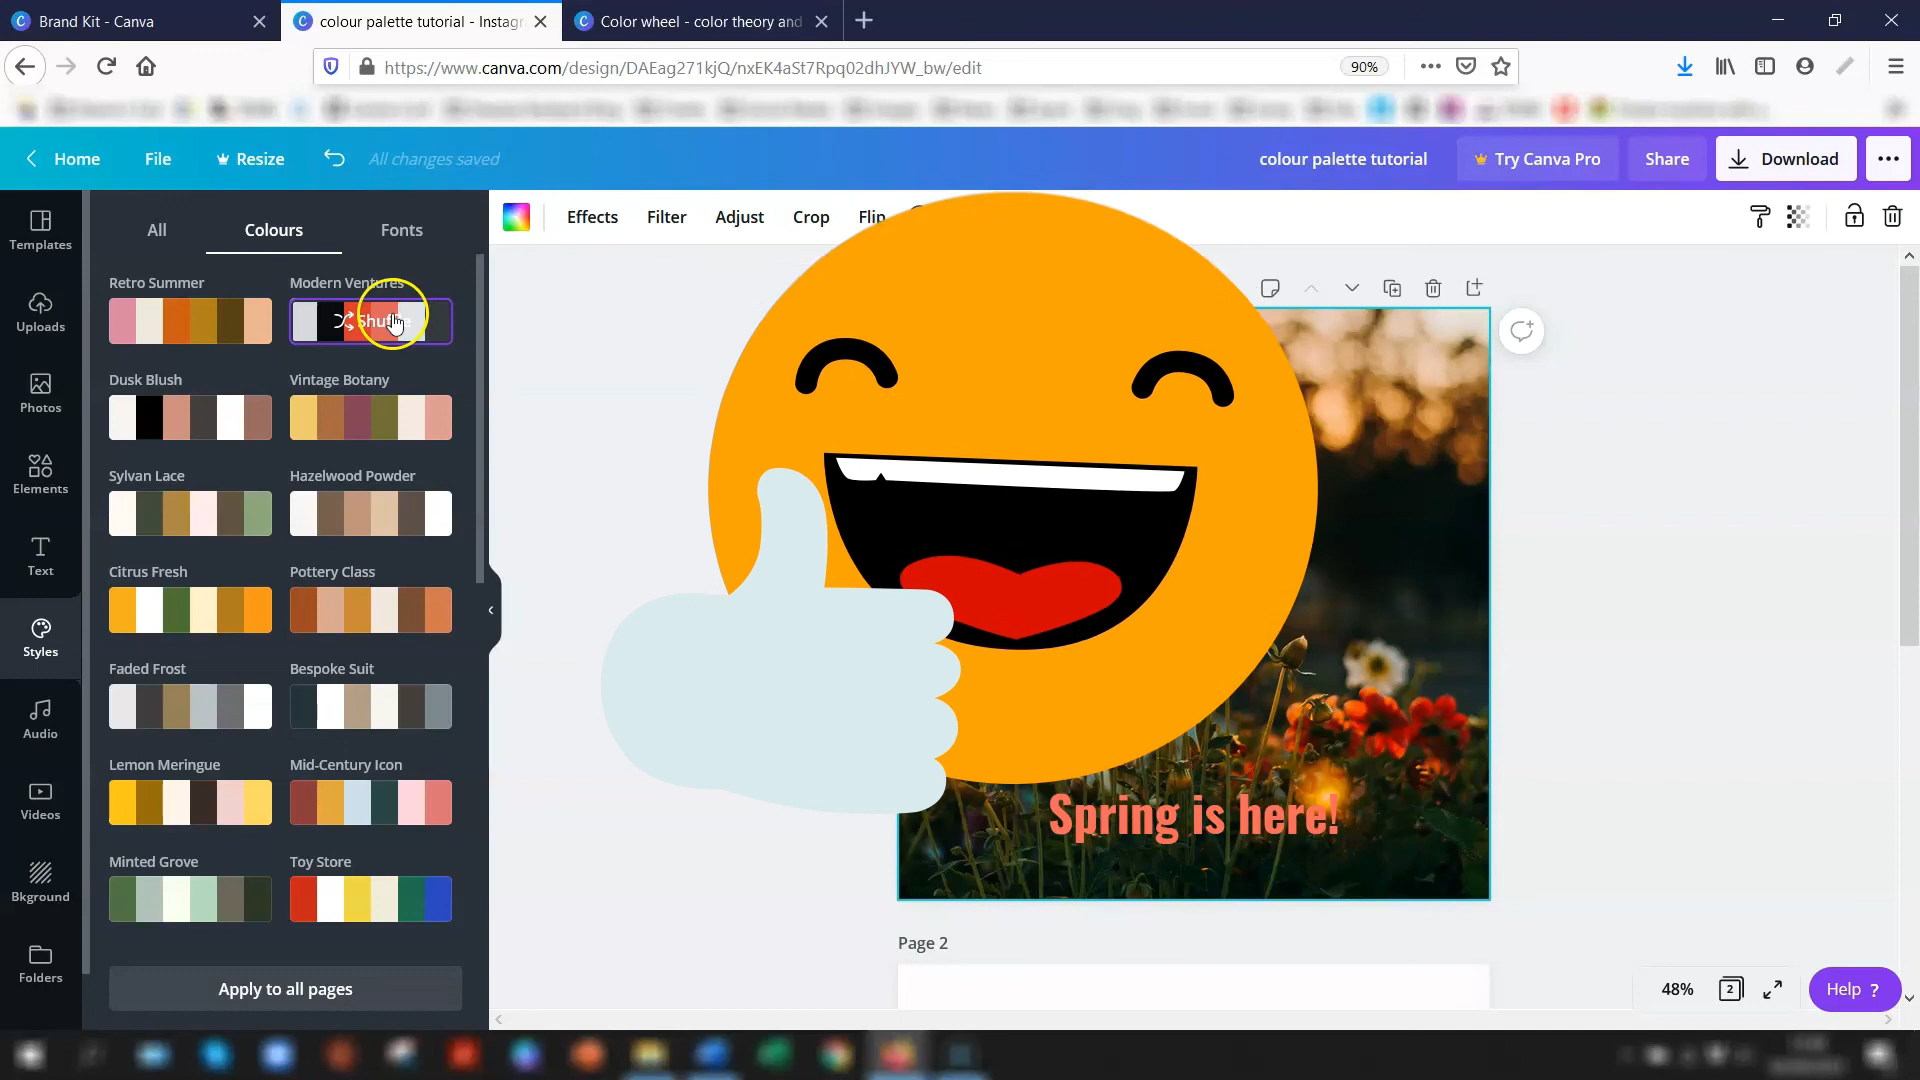 Brand Kit - Canva
colour palette tutorial - Instagr
Color wheel - color theory and
https://www.canva.com/design/DAEag271kjQ/nxEK4aSt7Rpq02dhJYW_bw/edit
90%
Home
File
Resize
All changes saved
colour palette tutorial
Try Canva Pro
Share
Download
Templates
Uploads
Photos
Elements
Text
Styles
Audio
Videos
Bkground
Folders
All
Colours
Fonts
Effects
Filter
Adjust
Crop
Flip
Retro Summer
Modern Ventures
Shuffle
Dusk Blush
Vintage Botany
Sylvan Lace
Hazelwood Powder
Citrus Fresh
Pottery Class
Faded Frost
Bespoke Suit
Lemon Meringue
Mid-Century Icon
Minted Grove
Toy Store
Apply to all pages
Spring is here!
Page 2
48%
2
Help ?